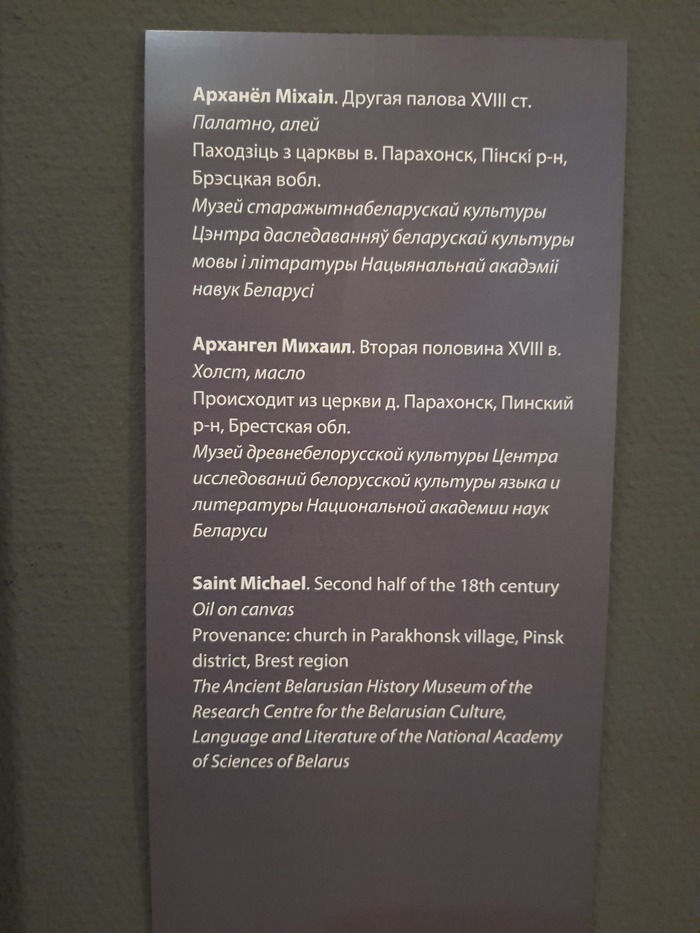 Арханёл Міхаіл. Другая палова XVIII ст.
Палатно, алей
Паходзіць з царквы в. Парахонск, Пінскі р-н,
Брэсцкая вобл.
Музей старажытнабеларускай культуры
Цэнтра даследаванняў беларускай культуры
мовы і літаратуры Нацыянальнай акадэміі
навук Беларусі
Архангел Михаил. Вторая половина XVIII в.
Холст, масло
Происходит из церкви д. Парахонск, Пинский
р-н, Брестская обл.
Музей древнебелорусской культуры Центра
исследований белорусской культуры языка и
литературы Национальной академии наук
Беларуси
Saint Michael. Second half of the 18th century
Oil on canvas
Provenance: church in Parakhonsk village, Pinsk
district, Brest region
The Ancient Belarusian History Museum of the
Research Centre for the Belarusian Culture,
Language and Literature of the National Academy
of Sciences of Belarus